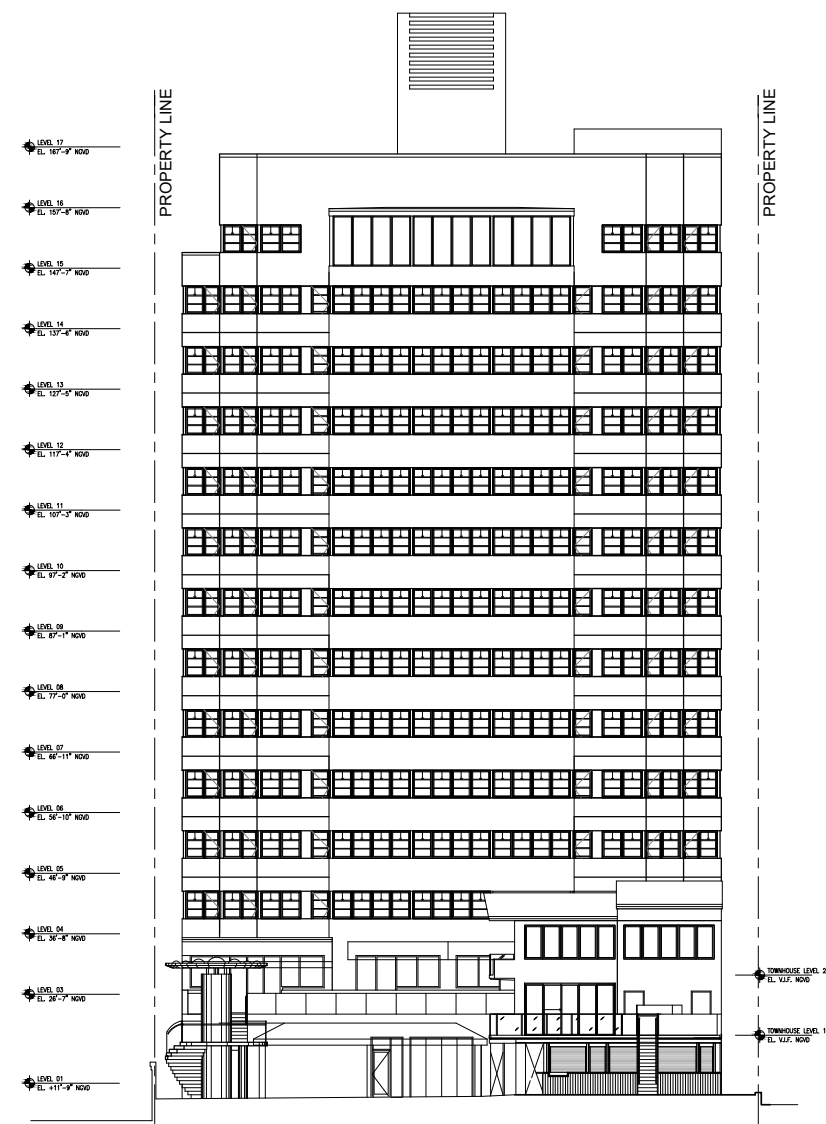 PROPERTY LINE
PROPERTY LINE
LEVEL 17
EL. 167'-9" NGVD
LEVEL 16
EL. 157'-8" NGVD
LEVEL 15
EL. 147'-7" NGVD
LEVEL 14
EL. 137'-6" NGVD
LEVEL 13
EL. 127'-5" NGVD
LEVEL 12
EL. 117'-4" NGVD
LEVEL 11
EL. 107'-3" NGVD
LEVEL 10
EL. 97'-2" NGVD
LEVEL 09
EL. 87'-1" NGVD
LEVEL 08
EL. 77'-0" NGVD
LEVEL 07
EL. 66'-11" NGVD
LEVEL 06
EL. 56'-10" NGVD
LEVEL 05
EL. 46'-9" NGVD
LEVEL 04
EL. 36'-8" NGVD
TOWNHOUSE LEVEL 2
EL. V.I.F. NGVD
LEVEL 03
EL. 26'-7" NGVD
TOWNHOUSE LEVEL 1
EL. V.I.F. NGVD
LEVEL 01
EL. +11'-9" NGVD